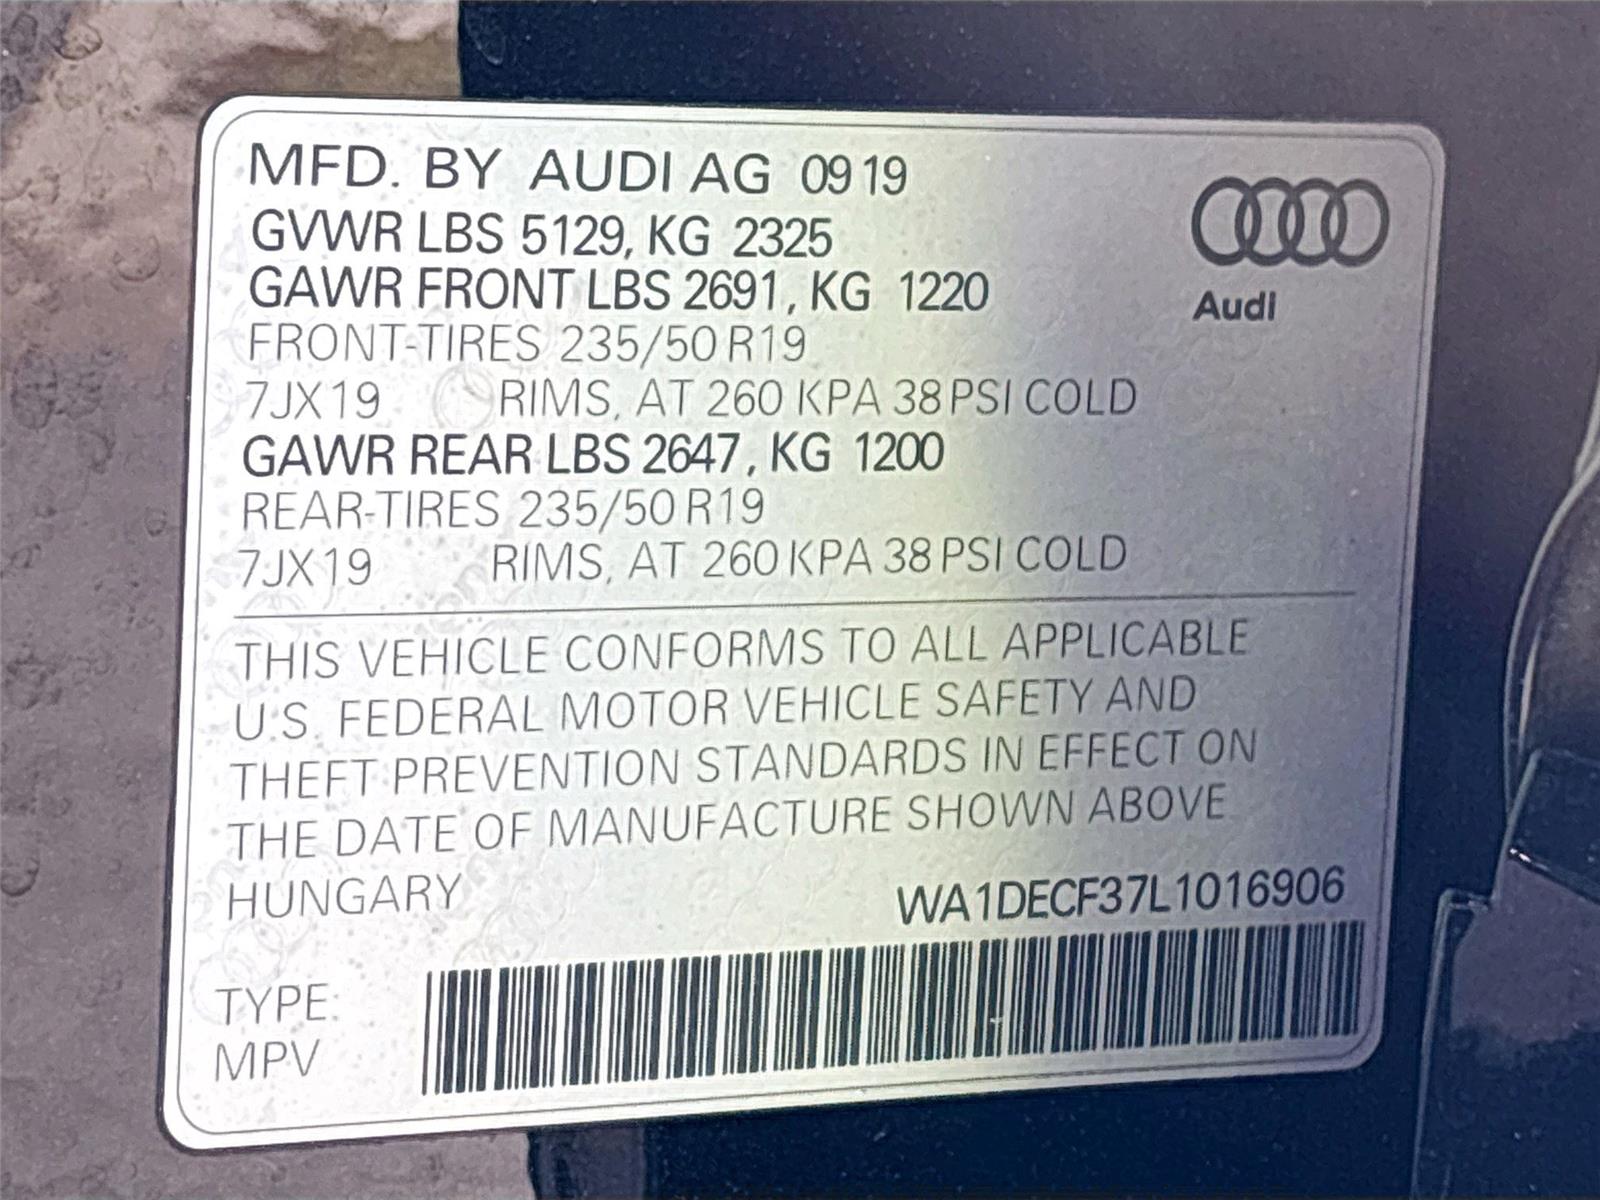 MFD. BY AUDI AG 09 19
GVWR LBS 5129, KG 2325
GAWR FRONT LBS 2691, KG 1220
Audi
FRONT-TIRES 235/50 R19
7JX19 RIMS, AT 260 KPA 38 PSI COLD
GAWR REAR LBS 2647, KG 1200
REAR-TIRES 235/50 R19
7JX19 RIMS, AT 260 KPA 38 PSI COLD
THIS VEHICLE CONFORMS TO ALL APPLICABLE
U.S. FEDERAL MOTOR VEHICLE SAFETY AND
THEFT PREVENTION STANDARDS IN EFFECT ON
THE DATE OF MANUFACTURE SHOWN ABOVE
HUNGARY WA1DECF37L1016906
TYPE:
MPV